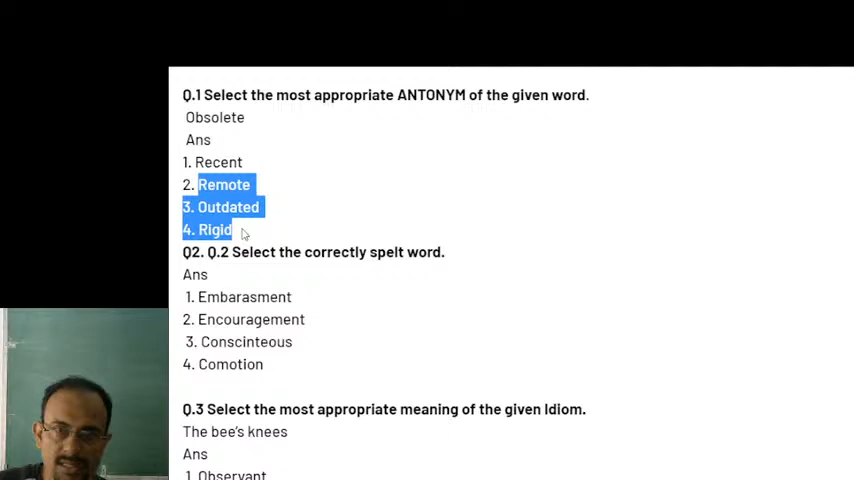 Q.1 Select the most appropriate ANTONYM of the given word.
Obsolete
Ans
1. Recent
2. Remote
3. Outdated
4. Rigid
Q2. Q.2 Select the correctly spelt word.
Ans
1. Embarasment
2. Encouragement
3. Conscinteous
4. Comotion
Q.3 Select the most appropriate meaning of the given Idiom.
The bee's knees
Ans
1. Observant